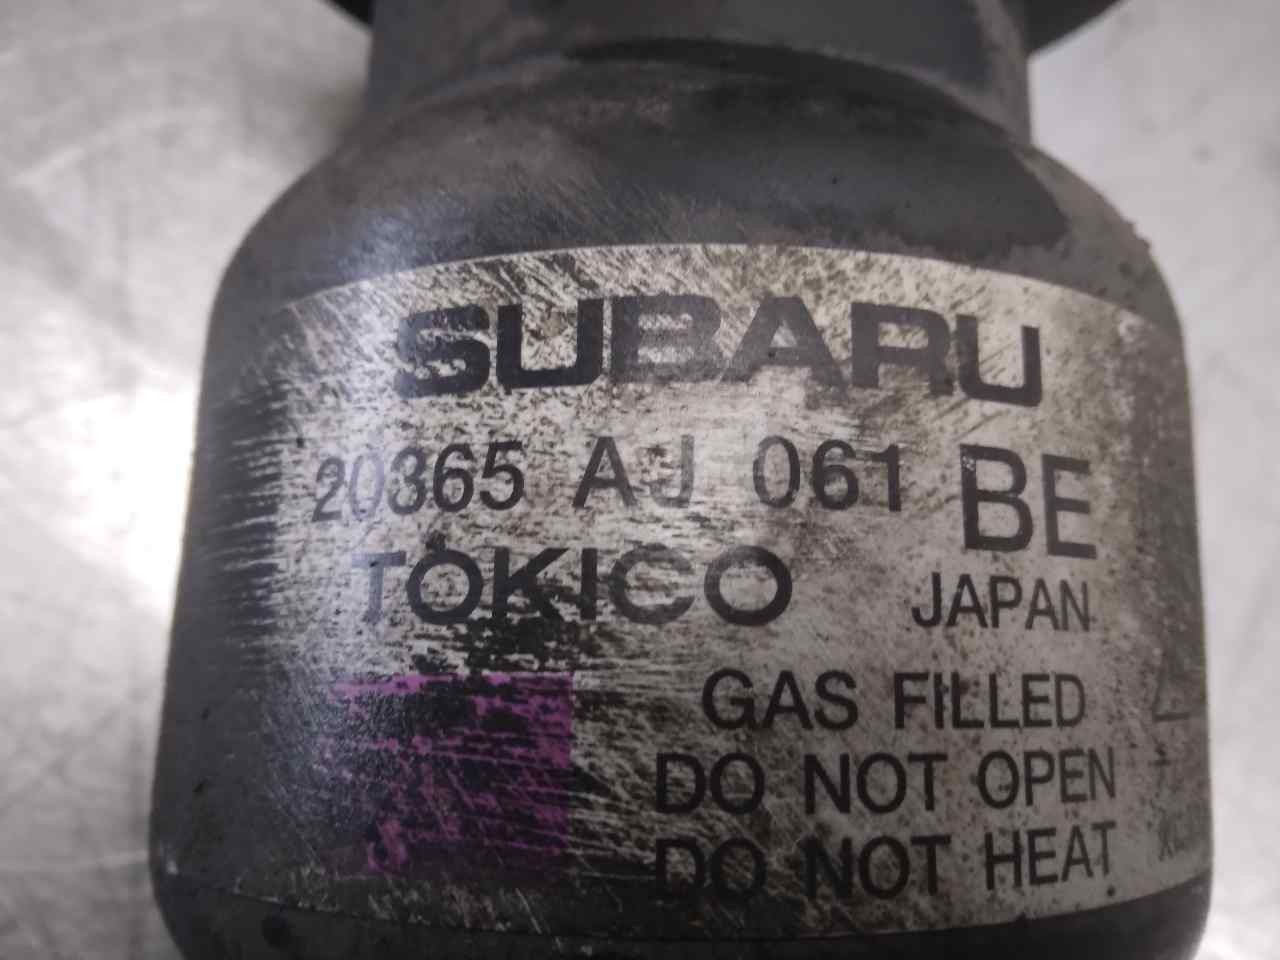 SUBARU
20365 AJ 061 BE
TOKICO JAPAN
GAS FILLED
DO NOT OPEN
DO NOT HEAT